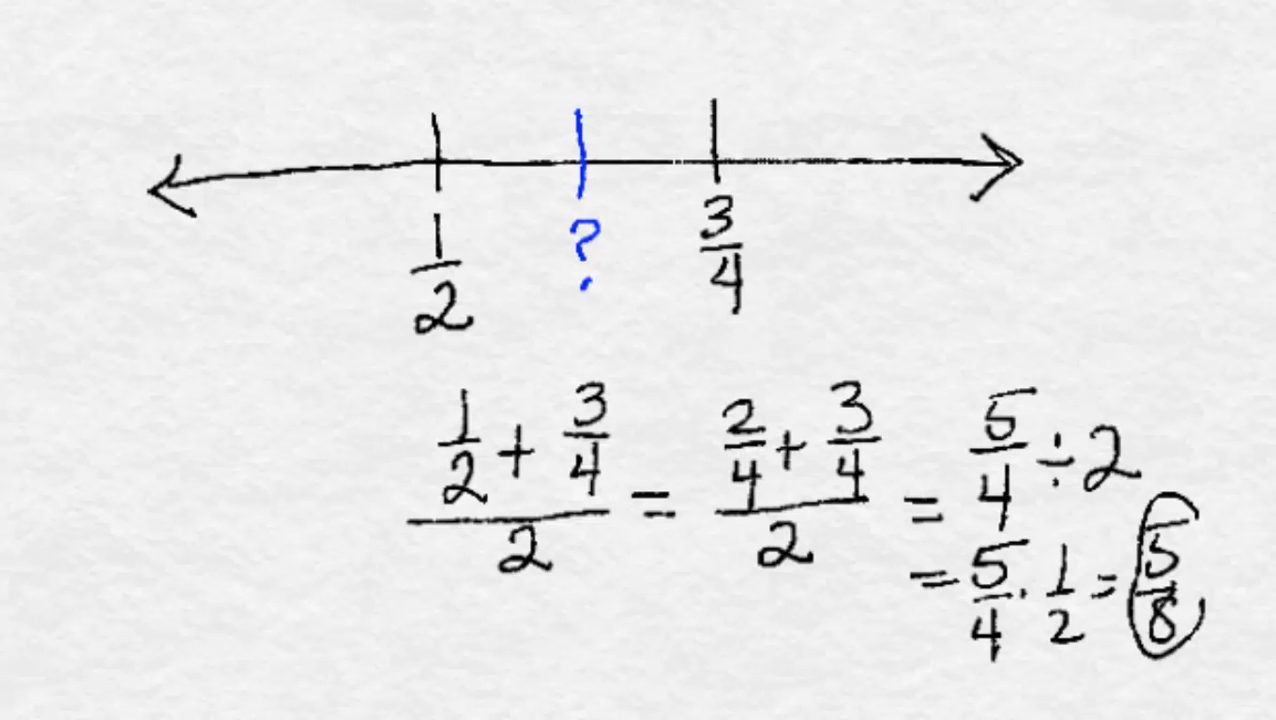 1/2 ? 3/4
(1/2 + 3/4)/2 = (2/4 + 3/4)/2 = 5/4 ÷ 2
= 5/4 · 1/2 = 5/8